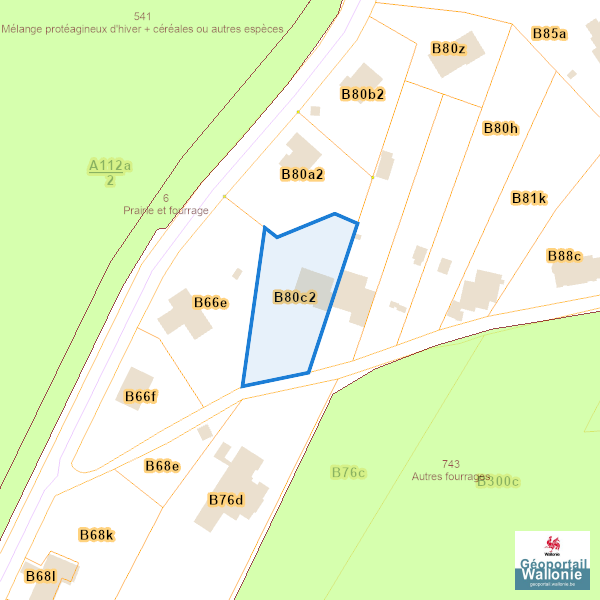 541
Mélange protéagineux d'hiver + céréales ou autres espèces
B85a
B80z
B80b2
B80h
A112a
2
B80a2
6
Prairie et fourrage
B81k
B88c
B80c2
B66e
B66f
B68e
743
Autres fourrages
B76c
B300c
B76d
B68k
B68l
Wallonie
Géoportail
Wallonie
geoportail.wallonie.be